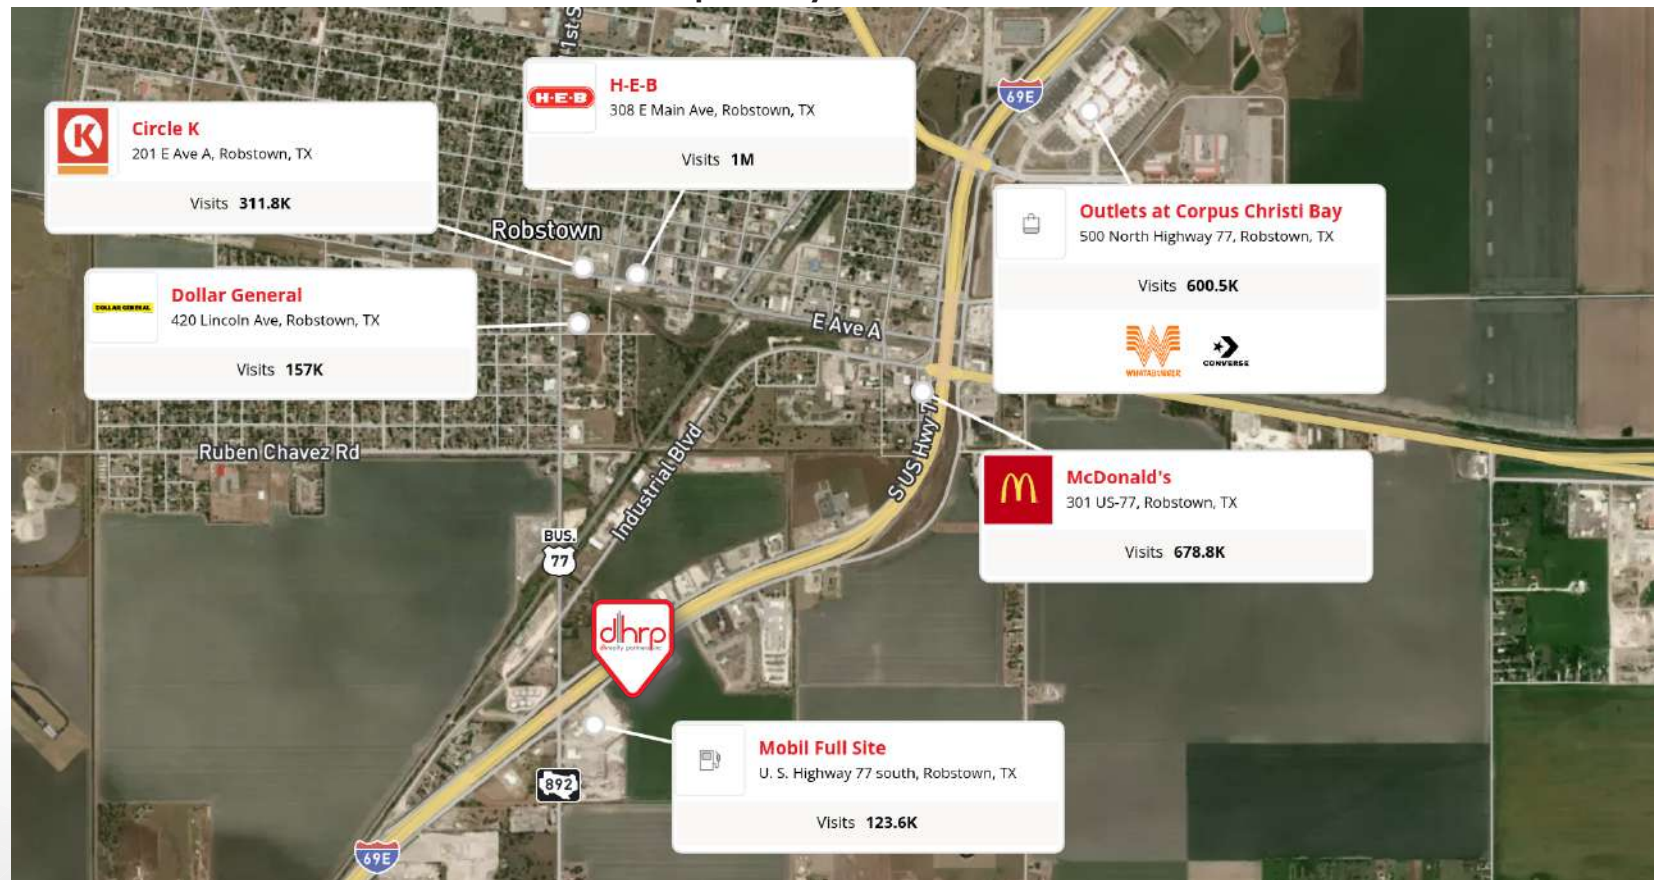 1st S
H-E-B
H-E-B
308 E Main Ave, Robstown, TX
Visits 1M
69E
K
Circle K
201 E Ave A, Robstown, TX
Visits 311.8K
Robstown
Outlets at Corpus Christi Bay
500 North Highway 77, Robstown, TX
Visits 600.5K
WHATABURGER
CONVERSE
DOLLAR GENERAL
Dollar General
420 Lincoln Ave, Robstown, TX
Visits 157K
E Ave A
Ruben Chavez Rd
Industrial Blvd
S US Hwy 7
McDonald's
301 US-77, Robstown, TX
Visits 678.8K
BUS.
77
dhrp
Mobil Full Site
U. S. Highway 77 south, Robstown, TX
Visits 123.6K
892
69E